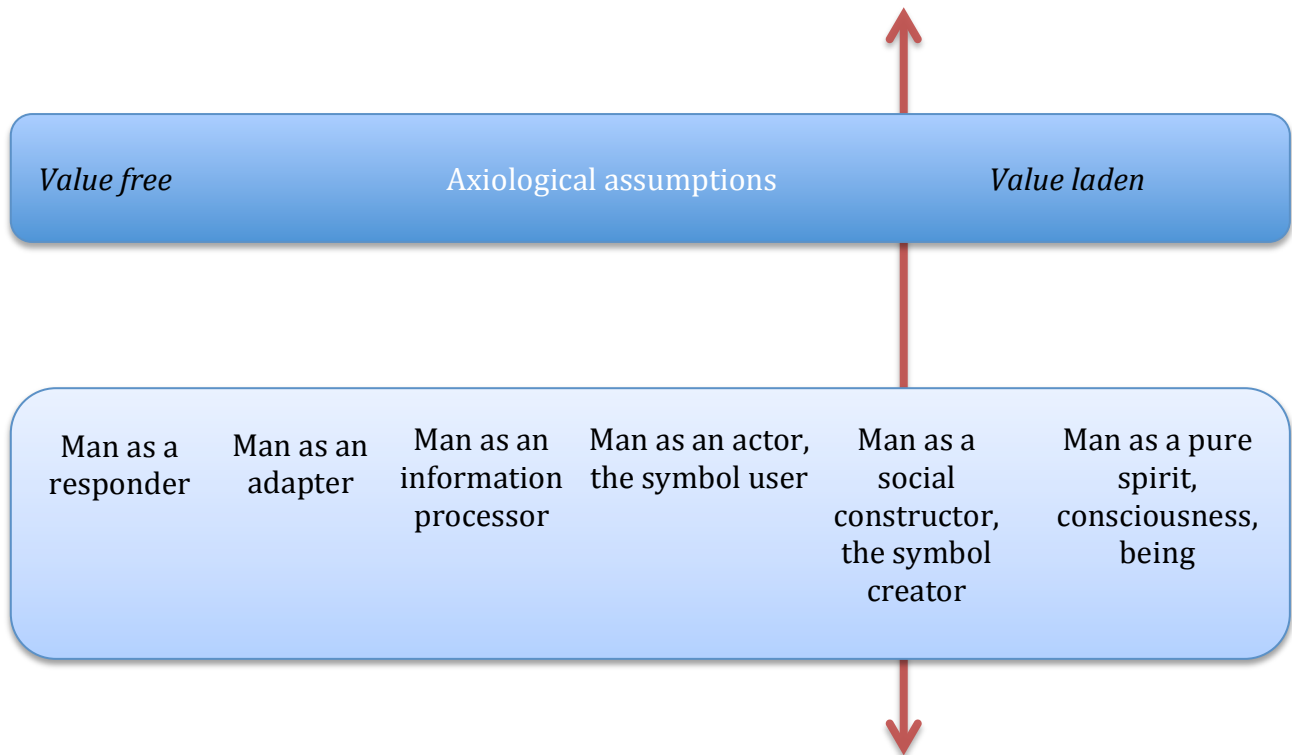 Value free
Axiological assumptions
Value laden
Man as a
responder
Man as an
adapter
Man as an
information
processor
Man as an actor,
the symbol user
Man as a
social
constructor,
the symbol
creator
Man as a pure
spirit,
consciousness,
being